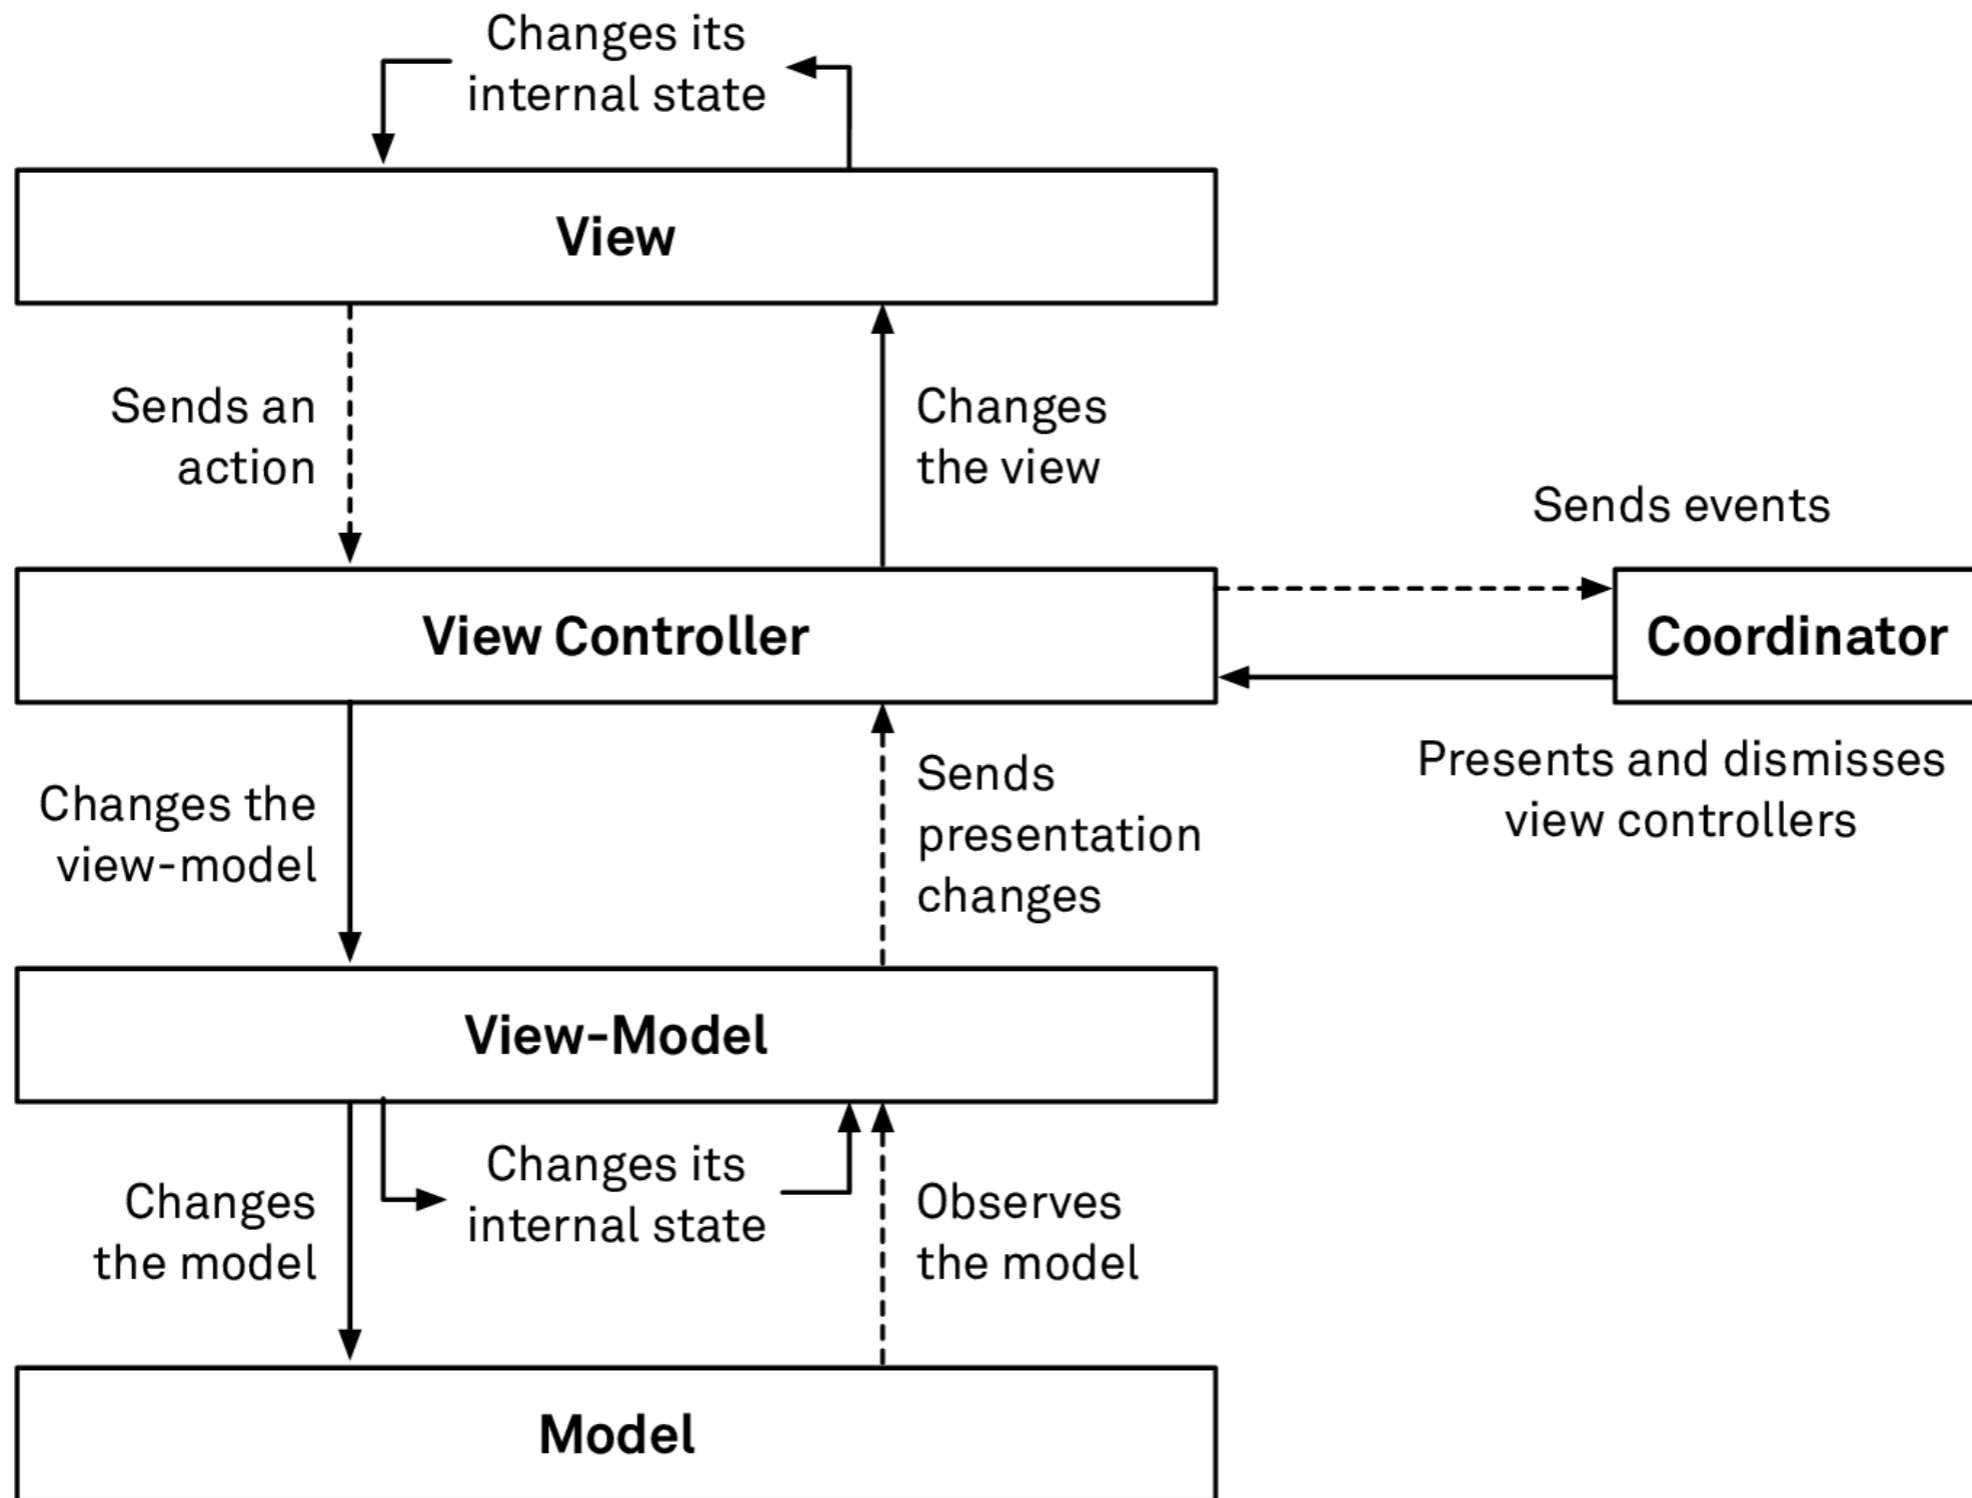 Changes its
internal state
View
Sends an
action
Changes
the view
Sends events
View Controller
Coordinator
Presents and dismisses
view controllers
Changes the
view-model
Sends
presentation
changes
View-Model
Changes
the model
Changes its
internal state
Observes
the model
Model